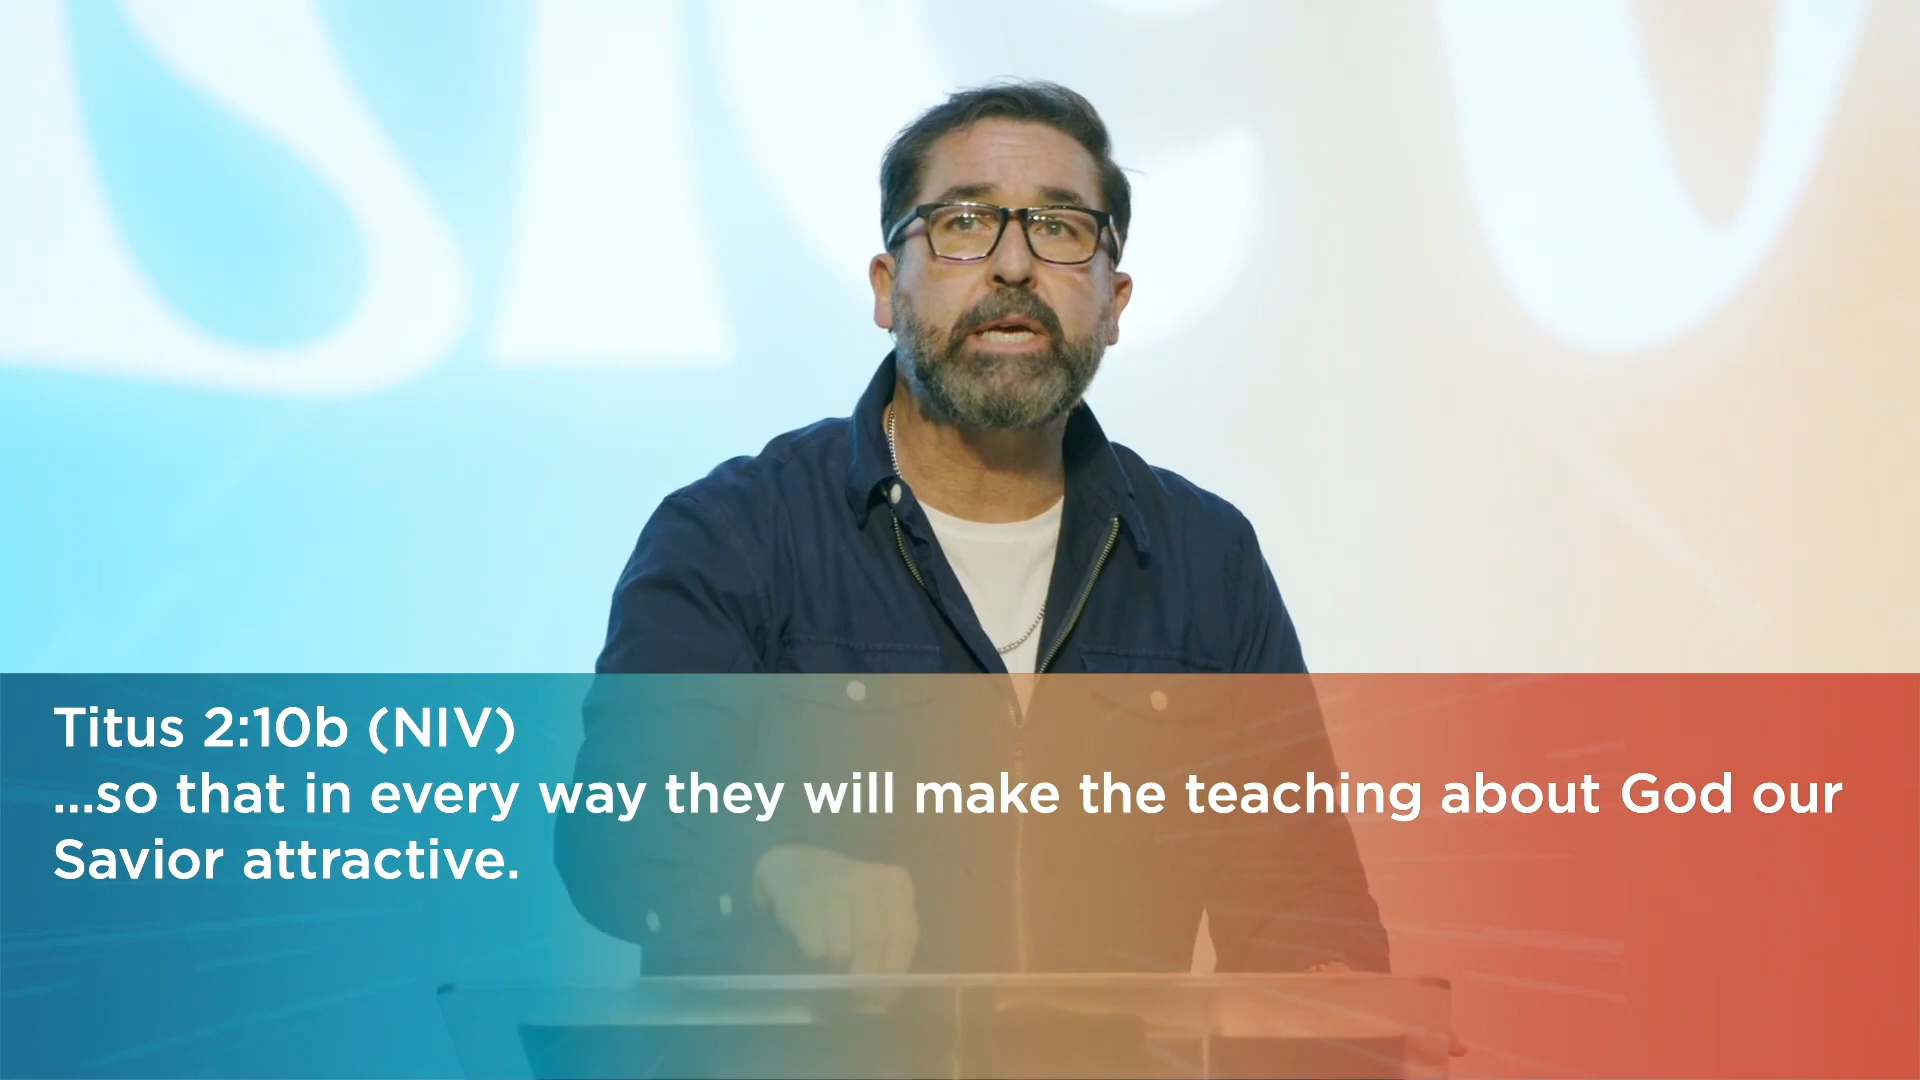 Titus 2:10b (NIV)
...so that in every way they will make the teaching about God our
Savior attractive.